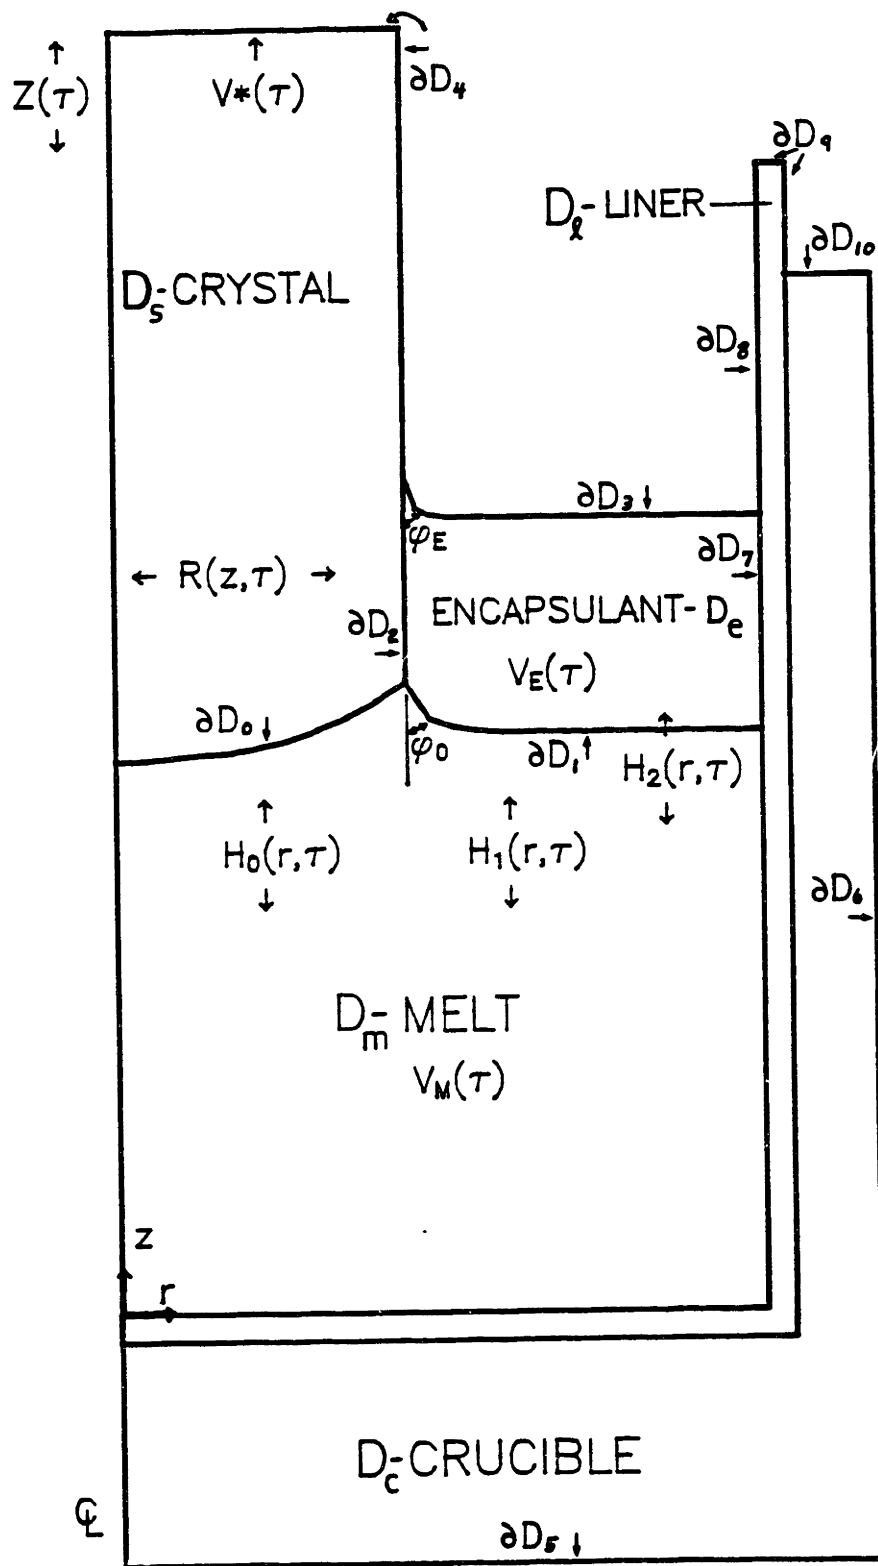 ∂D₄
Z(τ)
V*(τ)
∂D₉
Dₗ-LINER
∂D₁₀
Dₛ-CRYSTAL
∂D₈
∂D₃
φE
∂D₇
R(z,τ)
ENCAPSULANT-Dₑ
∂D₂
VE(τ)
∂D₀
φ₀
∂D₁
H₂(r,τ)
H₀(r,τ)
H₁(r,τ)
∂D₆
Dₘ-MELT
VM(τ)
z
r
D꜀-CRUCIBLE
℄
∂D₅